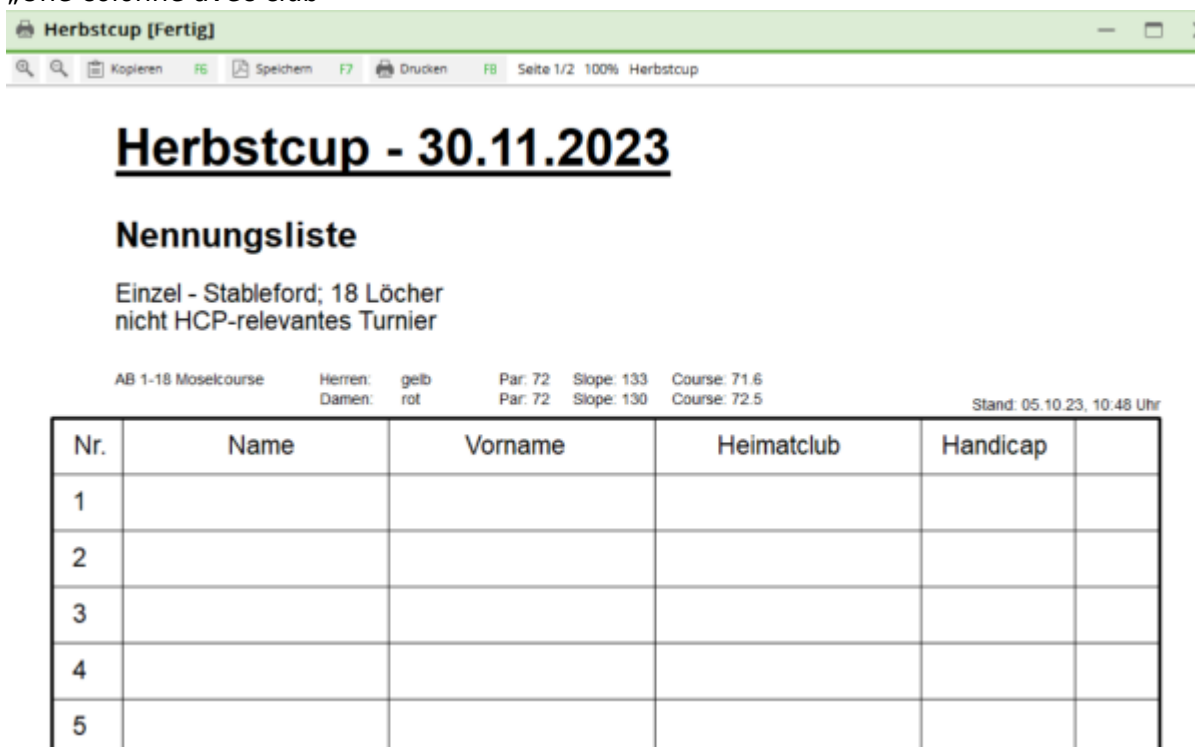 Herbstcup [Fertig]
Kopieren F6 Speichern F7 Drucken F8 Seite 1/2 100% Herbstcup
Herbstcup - 30.11.2023
Nennungsliste
Einzel - Stableford; 18 Löcher
nicht HCP-relevantes Turnier
AB 1-18 Moselcourse Herren: gelb Par: 72 Slope: 133 Course: 71.6
Damen: rot Par: 72 Slope: 130 Course: 72.5
Stand: 05.10.23, 10:48 Uhr
Nr. Name Vorname Heimatclub Handicap
1
2
3
4
5